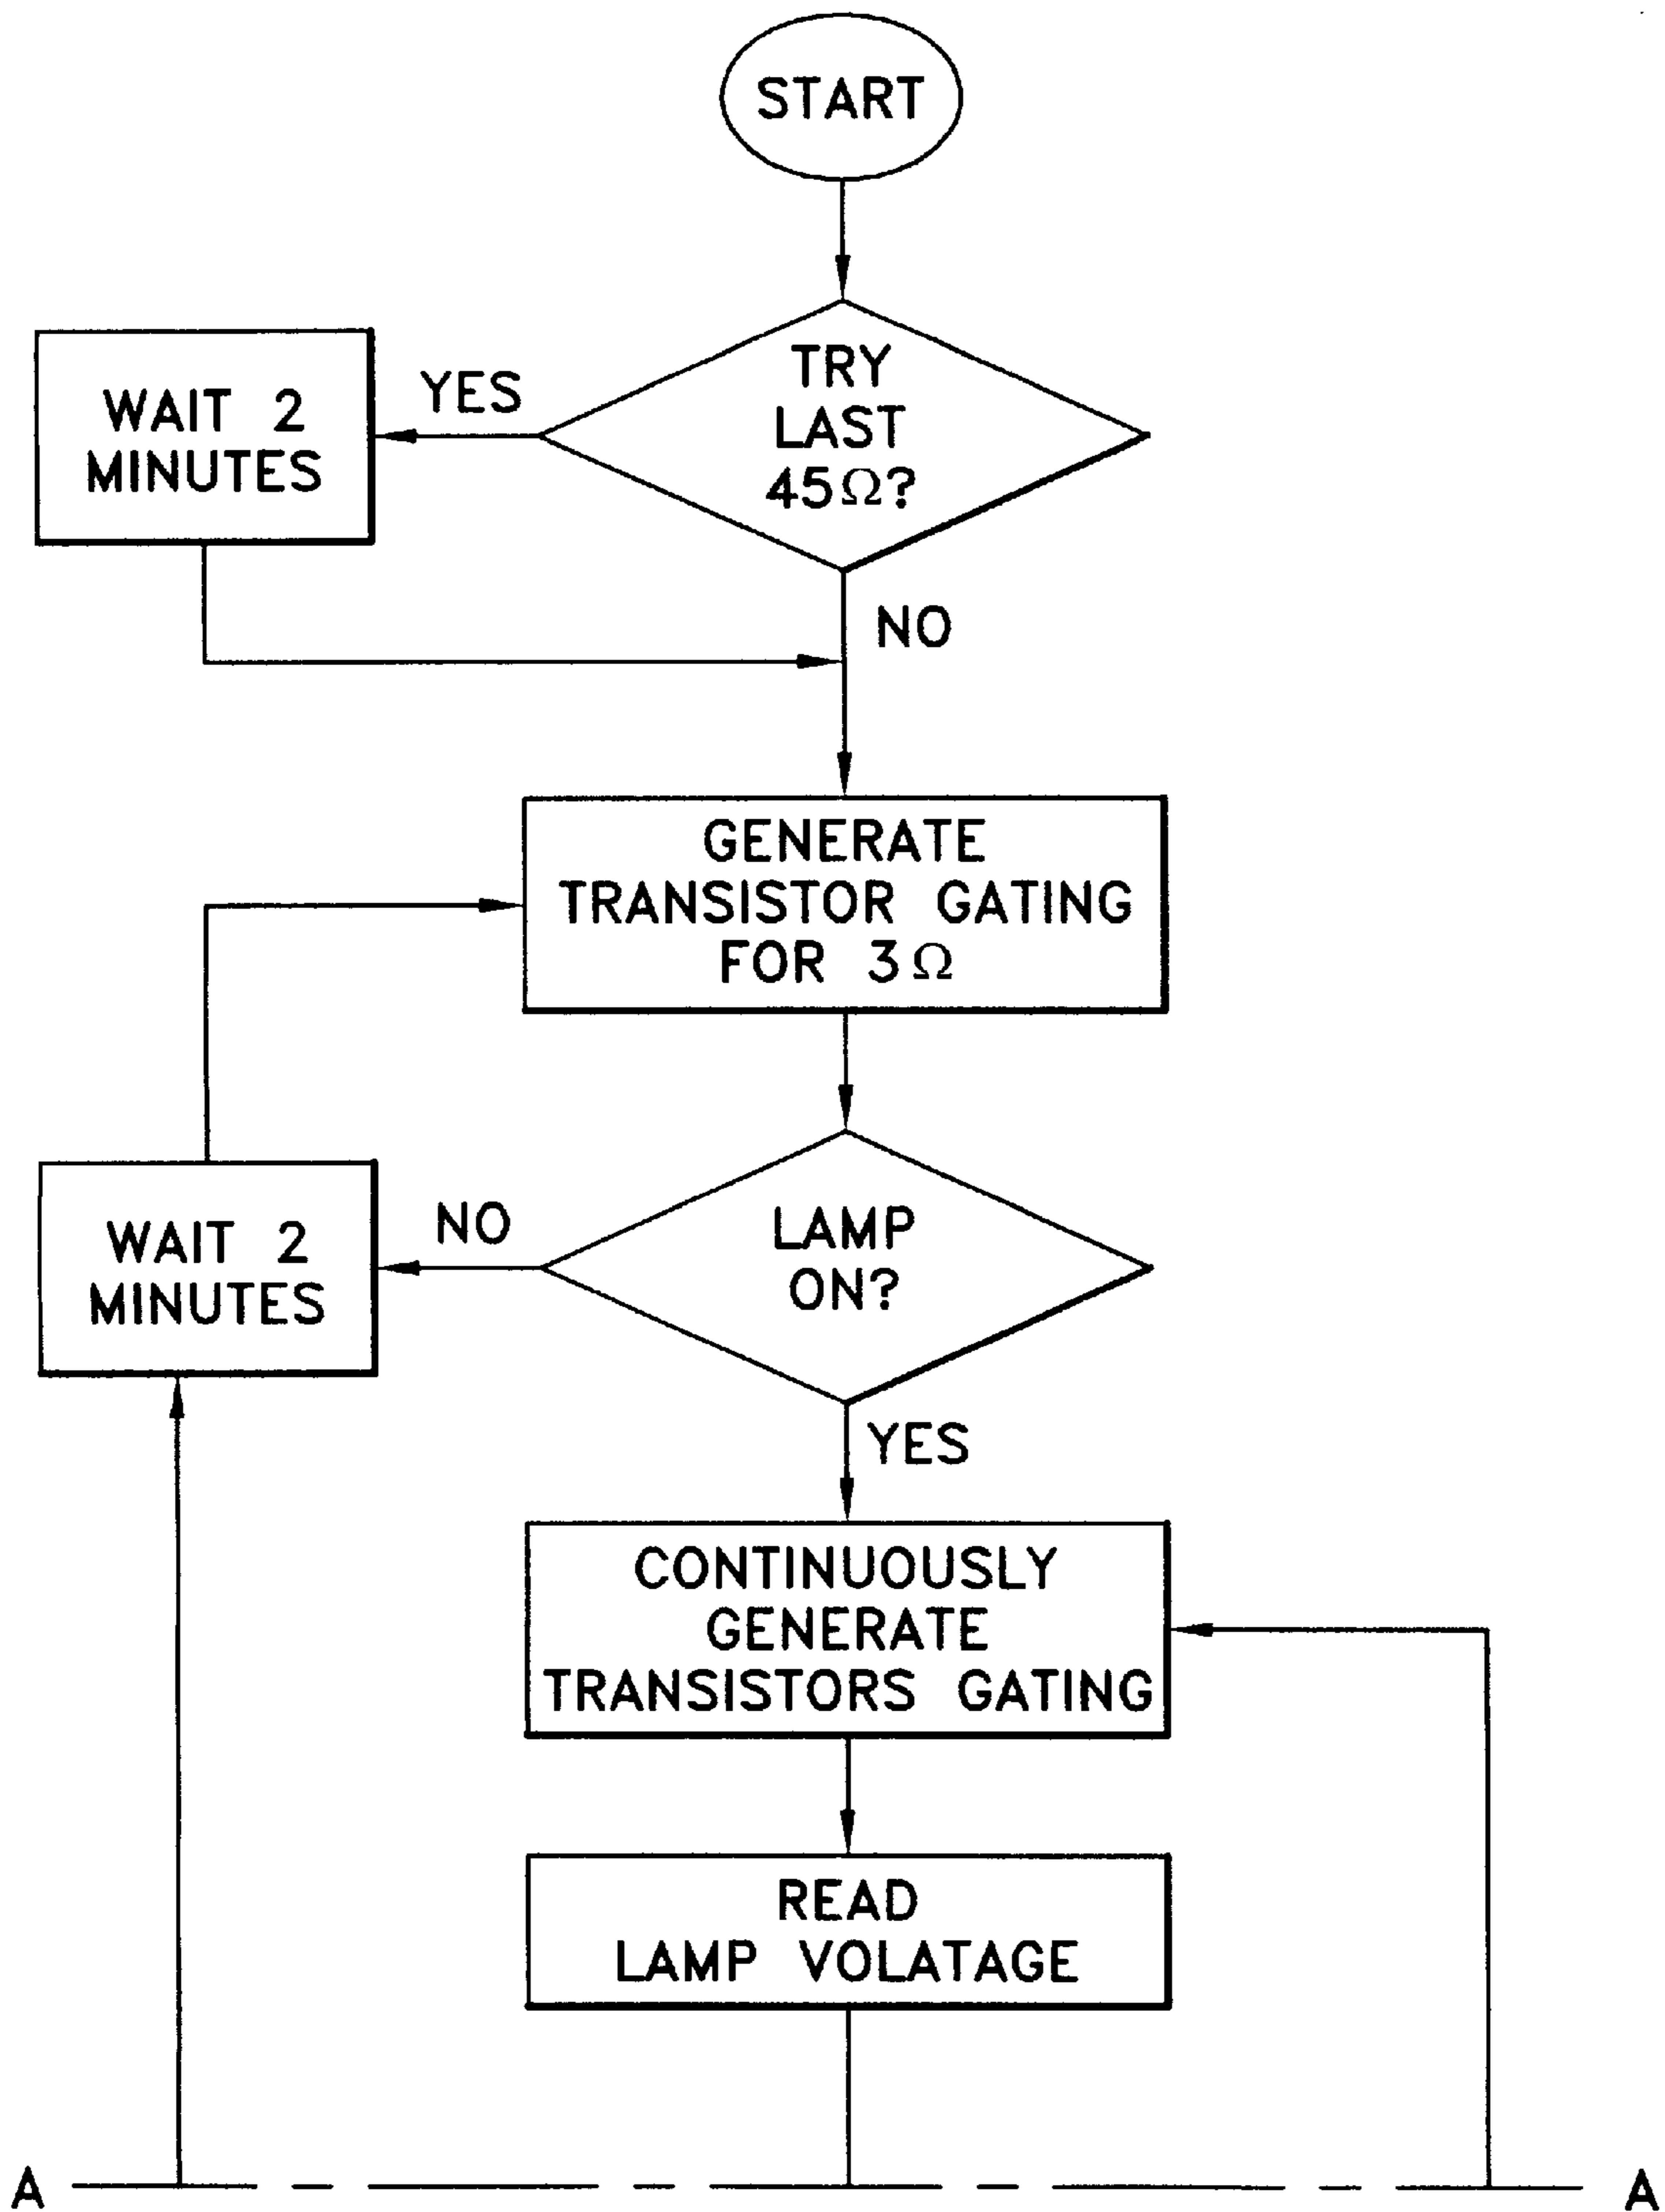 START
TRY
LAST
45Ω?
YES
WAIT 2
MINUTES
NO
GENERATE
TRANSISTOR GATING
FOR 3Ω
LAMP
ON?
NO
WAIT 2
MINUTES
YES
CONTINUOUSLY
GENERATE
TRANSISTORS GATING
READ
LAMP VOLATAGE
A
A